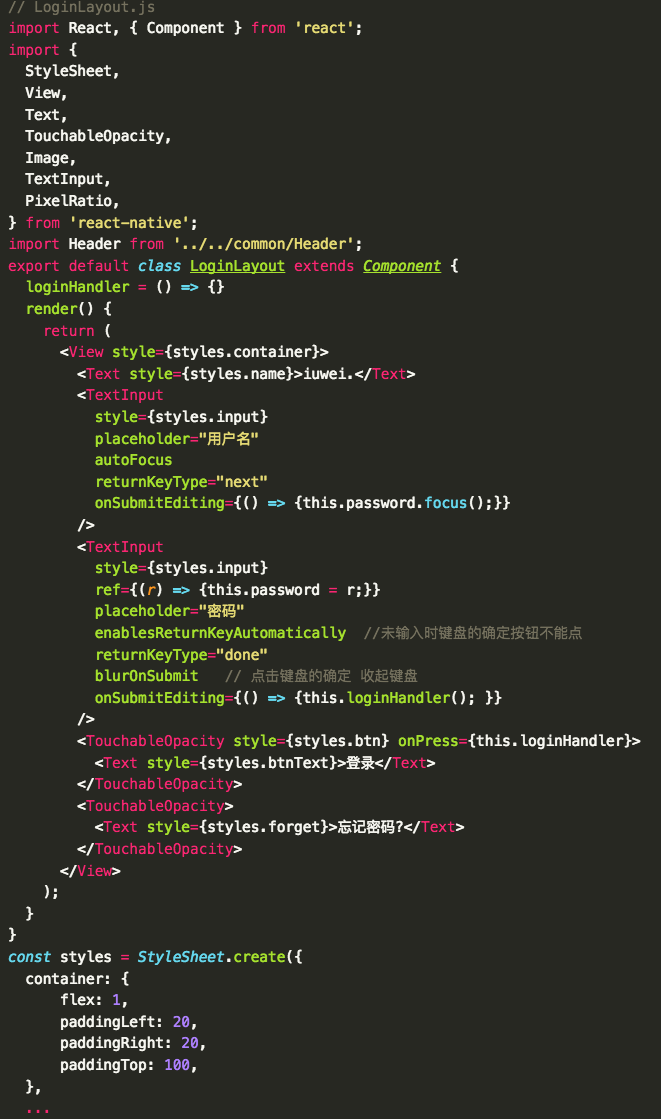 // LoginLayout.js
import React, { Component } from 'react';
import {
  StyleSheet,
  View,
  Text,
  TouchableOpacity,
  Image,
  TextInput,
  PixelRatio,
} from 'react-native';
import Header from '../../common/Header';
export default class LoginLayout extends Component {
  loginHandler = () => {}
  render() {
    return (
      <View style={styles.container}>
        <Text style={styles.name}>iuwei.</Text>
        <TextInput
          style={styles.input}
          placeholder="用户名"
          autoFocus
          returnKeyType="next"
          onSubmitEditing={() => {this.password.focus();}}
        />
        <TextInput
          style={styles.input}
          ref={(r) => {this.password = r;}}
          placeholder="密码"
          enablesReturnKeyAutomatically  //未输入时键盘的确定按钮不能点
          returnKeyType="done"
          blurOnSubmit   // 点击键盘的确定 收起键盘
          onSubmitEditing={() => {this.loginHandler(); }}
        />
        <TouchableOpacity style={styles.btn} onPress={this.loginHandler}>
          <Text style={styles.btnText}>登录</Text>
        </TouchableOpacity>
        <TouchableOpacity>
          <Text style={styles.forget}>忘记密码?</Text>
        </TouchableOpacity>
      </View>
    );
  }
}
const styles = StyleSheet.create({
  container: {
      flex: 1,
      paddingLeft: 20,
      paddingRight: 20,
      paddingTop: 100,
  },
  ...